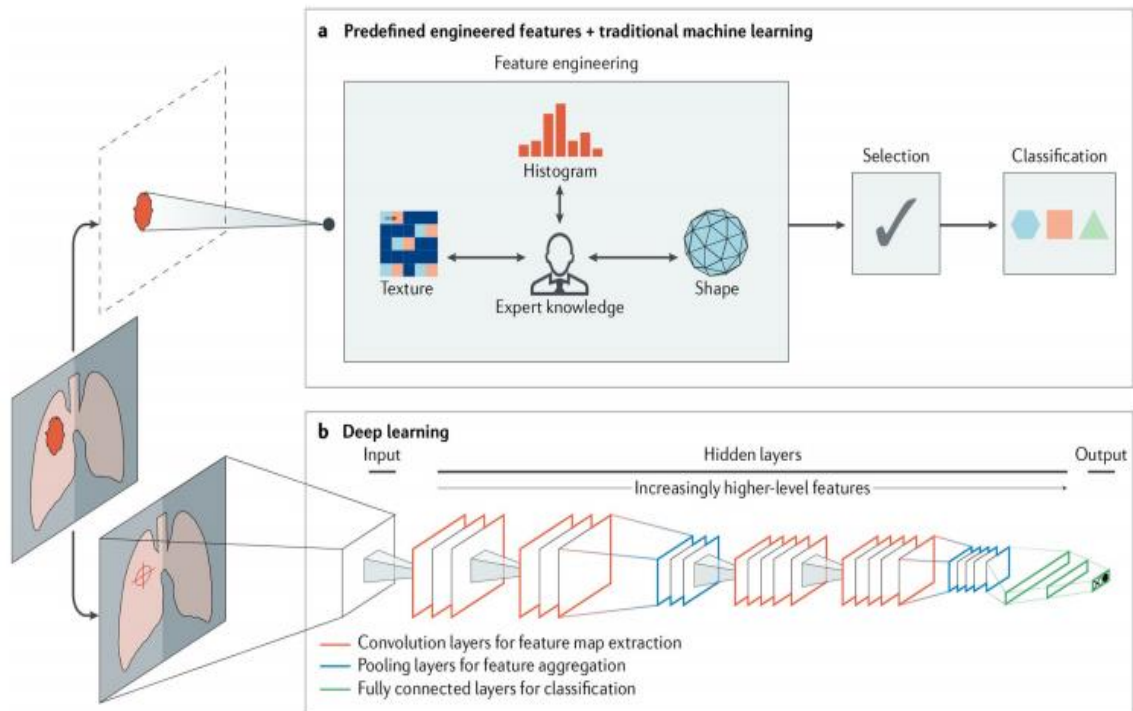 a Predefined engineered features + traditional machine learning
Feature engineering
Histogram
Texture
Expert knowledge
Shape
Selection
Classification
b Deep learning
Input
Hidden layers
Output
Increasingly higher-level features
Convolution layers for feature map extraction
Pooling layers for feature aggregation
Fully connected layers for classification